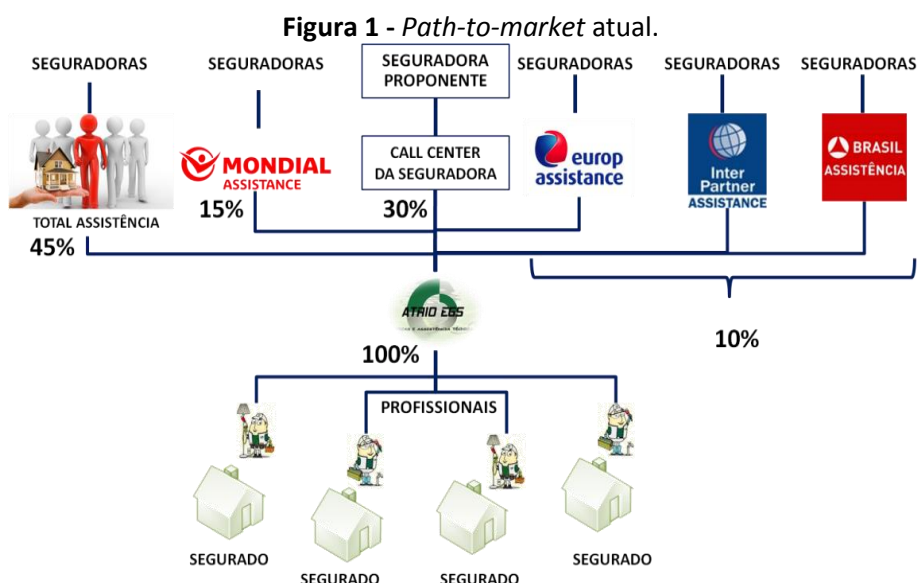 Figura 1 - Path-to-market atual.
SEGURADORAS
SEGURADORAS
SEGURADORA
PROPONENTE
SEGURADORAS
SEGURADORAS
SEGURADORAS
TOTAL ASSISTÊNCIA
45%
MONDIAL
ASSISTANCE
15%
CALL CENTER
DA SEGURADORA
30%
europ
assistance
Inter
Partner
ASSISTANCE
BRASIL
ASSISTÊNCIA
10%
ATRIO EGS
100%
PROFISSIONAIS
SEGURADO
SEGURADO
SEGURADO
SEGURADO